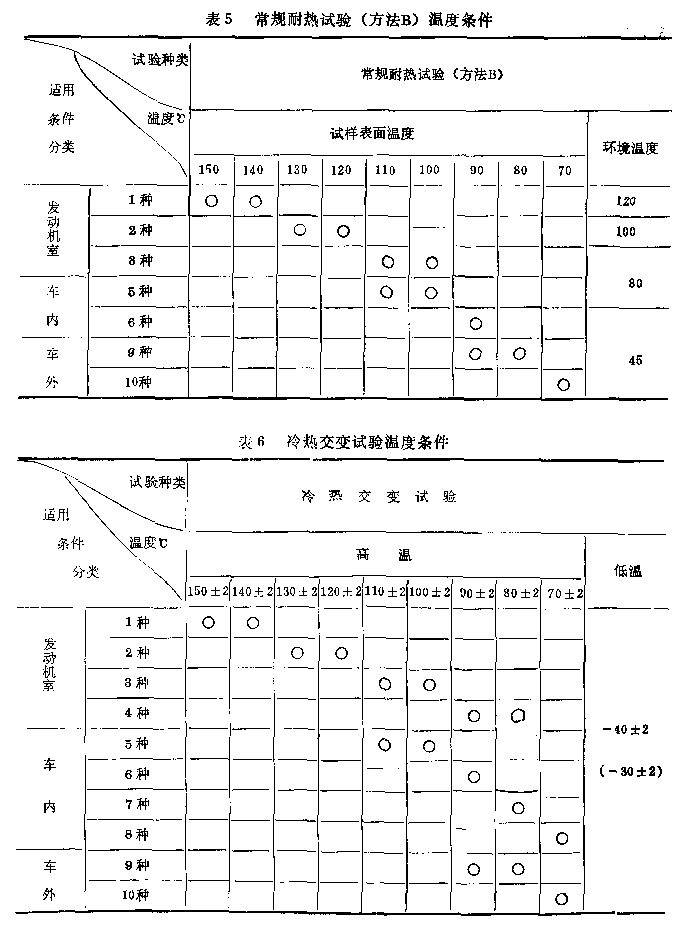 表5 常规耐热试验（方法B）温度条件
试验种类
常规耐热试验（方法B）
适用
条件
温度℃
分类
试样表面温度
环境温度
150 140 130 120 110 100 90 80 70
发动机室
1种 ○ ○ 120
2种 ○ ○ 100
3种 ○ ○
80
车内
5种 ○ ○
6种 ○
车外
9种 ○ ○
45
10种 ○
表6 冷热交变试验温度条件
试验种类
冷热交变试验
适用
条件
温度℃
分类
高温
低温
150±2 140±2 130±2 120±2 110±2 100±2 90±2 80±2 70±2
发动机室
1种 ○ ○
2种 ○ ○
3种 ○ ○
4种 ○ ○
-40±2
(-30±2)
车内
5种 ○ ○
6种 ○
7种 ○
8种 ○
车外
9种 ○ ○
10种 ○